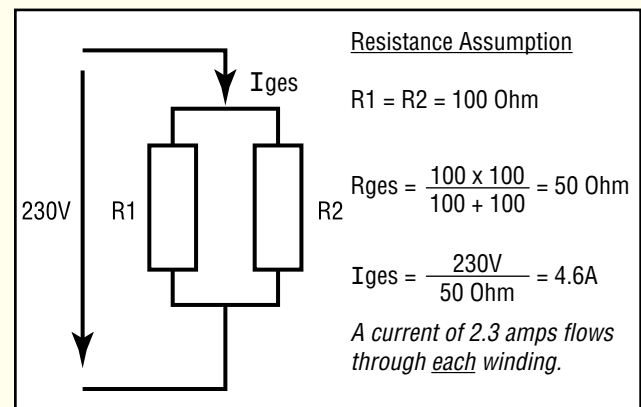 Resistance Assumption
Iges
R1 = R2 = 100 Ohm
230V
R1
R2
Rges = 100 x 100 / 100 + 100 = 50 Ohm
Iges = 230V / 50 Ohm = 4.6A
A current of 2.3 amps flows
through each winding.